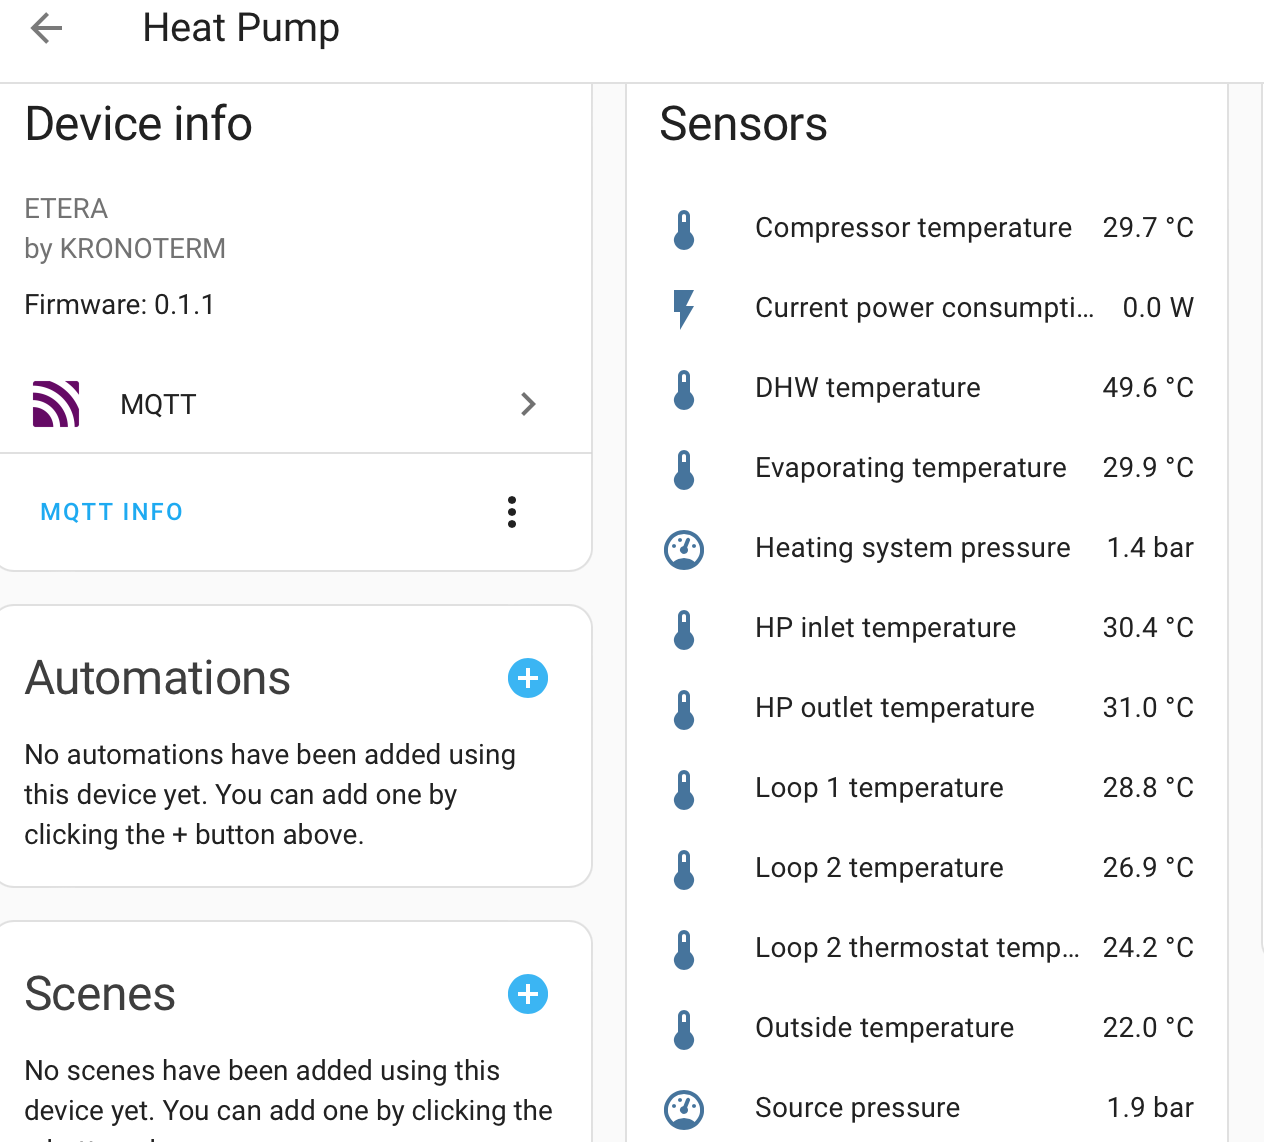 Heat Pump
Device info
ETERA
by KRONOTERM
Firmware: 0.1.1
MQTT
MQTT INFO
Automations
No automations have been added using
this device yet. You can add one by
clicking the + button above.
Scenes
No scenes have been added using this
device yet. You can add one by clicking the
Sensors
Compressor temperature 29.7 °C
Current power consumpti... 0.0 W
DHW temperature 49.6 °C
Evaporating temperature 29.9 °C
Heating system pressure 1.4 bar
HP inlet temperature 30.4 °C
HP outlet temperature 31.0 °C
Loop 1 temperature 28.8 °C
Loop 2 temperature 26.9 °C
Loop 2 thermostat temp... 24.2 °C
Outside temperature 22.0 °C
Source pressure 1.9 bar